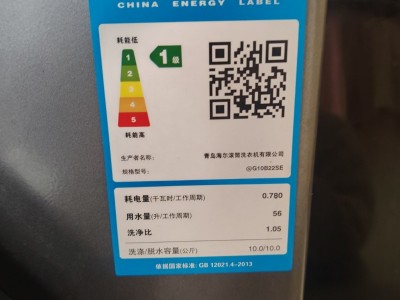 CHINA ENERGY LABEL
耗能低
1
1级
2
3
4
5
耗能高
生产者名称: 青岛海尔滚筒洗衣机有限公司
规格型号: @G10B22SE
耗电量(千瓦时/工作周期) 0.780
用水量(升/工作周期) 56
洗净比 1.05
洗涤/脱水容量(公斤) 10.0/10.0
依据国家标准: GB 12021.4-2013